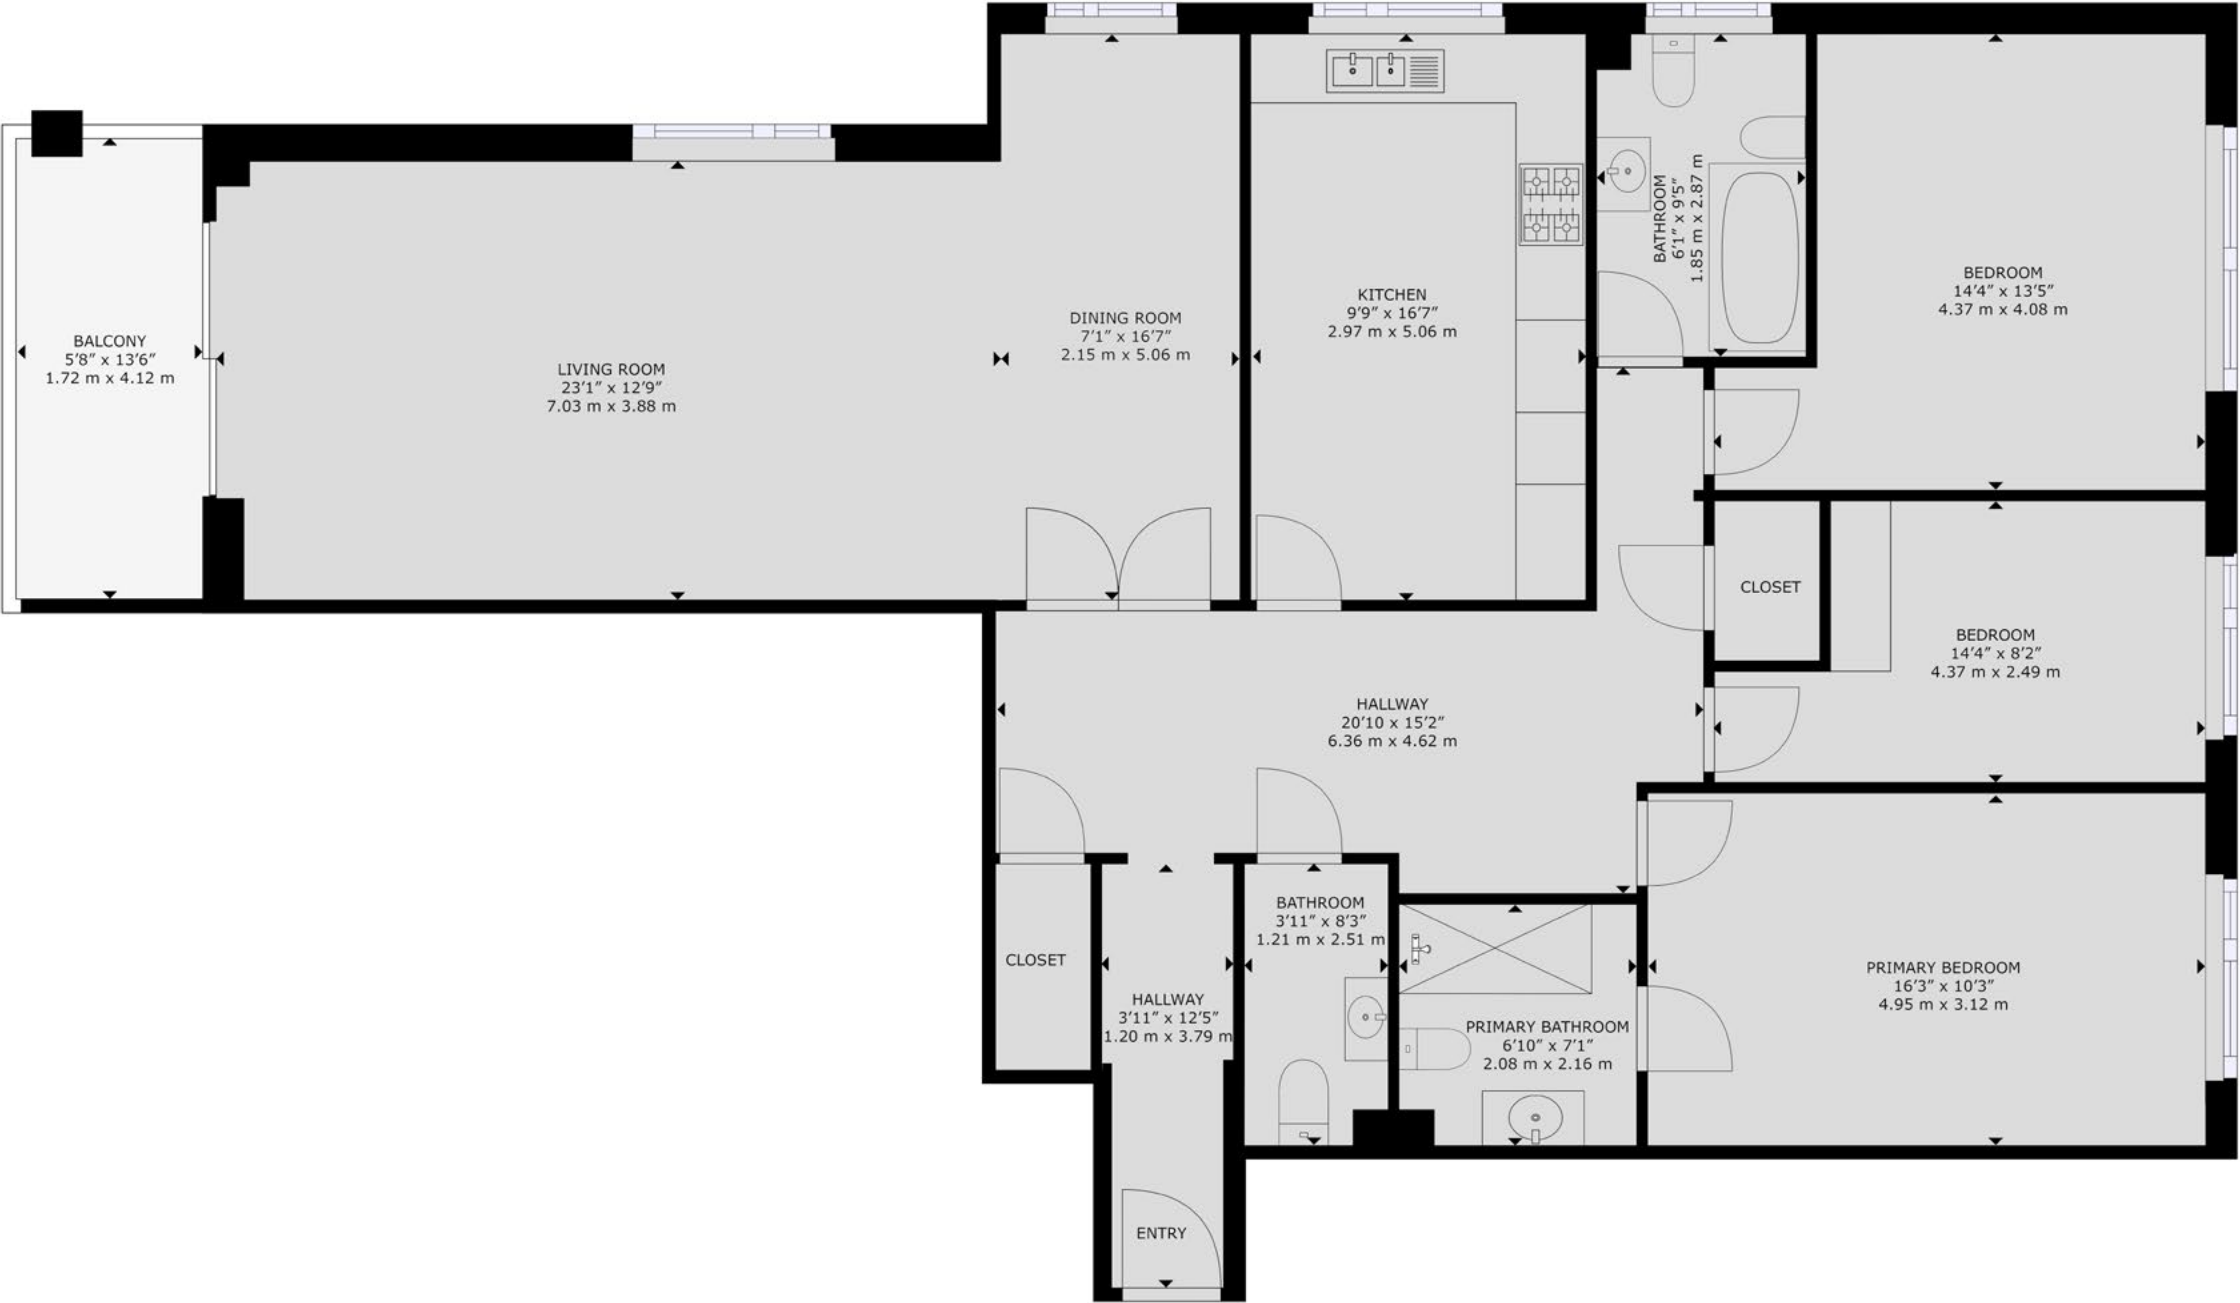 BALCONY
5'8" x 13'6"
1.72 m x 4.12 m
LIVING ROOM
23'1" x 12'9"
7.03 m x 3.88 m
DINING ROOM
7'1" x 16'7"
2.15 m x 5.06 m
KITCHEN
9'9" x 16'7"
2.97 m x 5.06 m
BATHROOM
6'1" x 9'5"
1.85 m x 2.87 m
BEDROOM
14'4" x 13'5"
4.37 m x 4.08 m
CLOSET
BEDROOM
14'4" x 8'2"
4.37 m x 2.49 m
HALLWAY
20'10 x 15'2"
6.36 m x 4.62 m
CLOSET
HALLWAY
3'11" x 12'5"
1.20 m x 3.79 m
BATHROOM
3'11" x 8'3"
1.21 m x 2.51 m
PRIMARY BATHROOM
6'10" x 7'1"
2.08 m x 2.16 m
PRIMARY BEDROOM
16'3" x 10'3"
4.95 m x 3.12 m
ENTRY